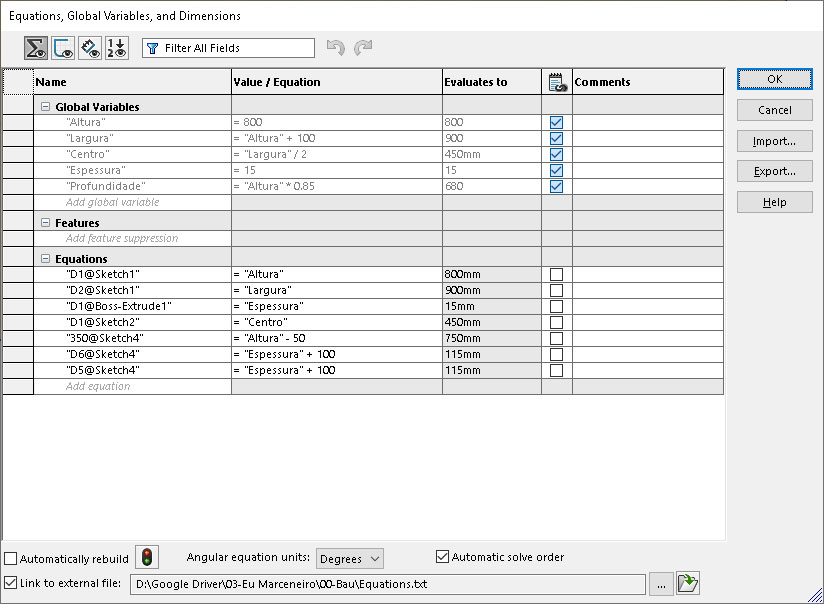 Equations, Global Variables, and Dimensions
Filter All Fields
Name Value / Equation Evaluates to Comments
Global Variables
"Altura" = 800 800
"Largura" = "Altura" + 100 900
"Centro" = "Largura" / 2 450mm
"Espessura" = 15 15
"Profundidade" = "Altura" * 0.85 680
Add global variable
Features
Add feature suppression
Equations
"D1@Sketch1" = "Altura" 800mm
"D2@Sketch1" = "Largura" 900mm
"D1@Boss-Extrude1" = "Espessura" 15mm
"D1@Sketch2" = "Centro" 450mm
"350@Sketch4" = "Altura" - 50 750mm
"D6@Sketch4" = "Espessura" + 100 115mm
"D5@Sketch4" = "Espessura" + 100 115mm
Add equation
OK
Cancel
Import...
Export...
Help
Automatically rebuild Angular equation units: Degrees Automatic solve order
Link to external file: D:\Google Driver\03-Eu Marceneiro\00-Bau\Equations.txt ...